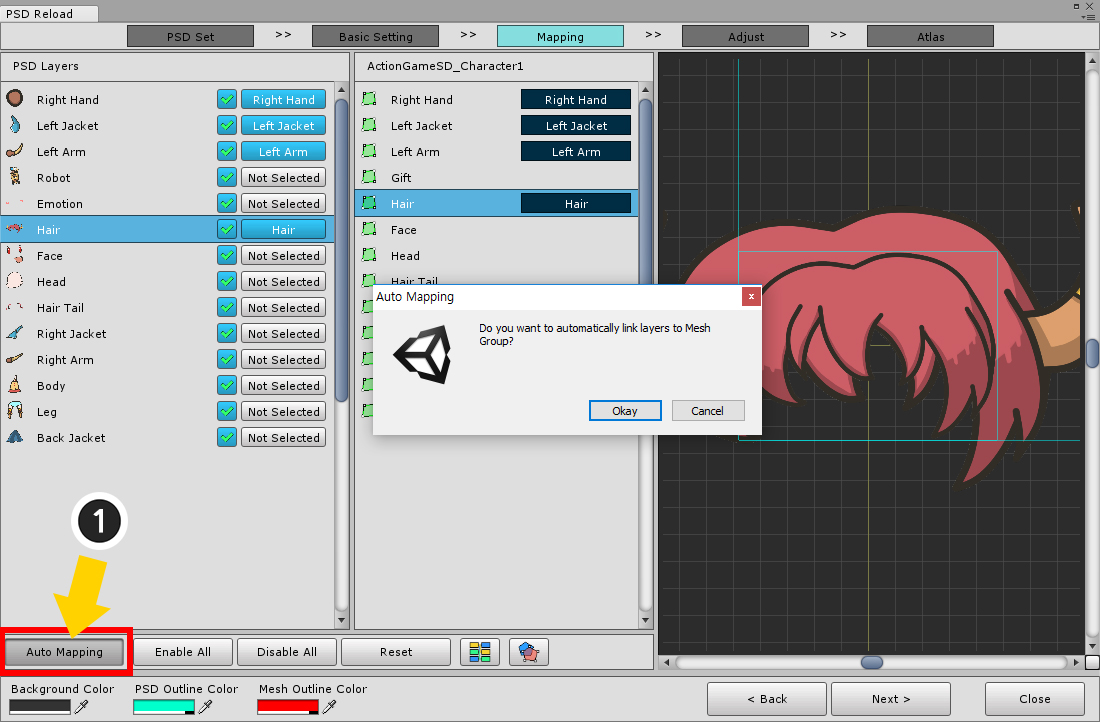 PSD Reload
PSD Set >> Basic Setting >> Mapping >> Adjust >> Atlas
PSD Layers
Right Hand Right Hand
Left Jacket Left Jacket
Left Arm Left Arm
Robot Not Selected
Emotion Not Selected
Hair Hair
Face Not Selected
Head Not Selected
Hair Tail Not Selected
Right Jacket Not Selected
Right Arm Not Selected
Body Not Selected
Leg Not Selected
Back Jacket Not Selected
ActionGameSD_Character1
Right Hand Right Hand
Left Jacket Left Jacket
Left Arm Left Arm
Gift
Hair Hair
Face
Head
Hair Tail
Auto Mapping
x
Do you want to automatically link layers to Mesh
Group?
Okay Cancel
1
Auto Mapping Enable All Disable All Reset
Background Color PSD Outline Color Mesh Outline Color
< Back Next > Close